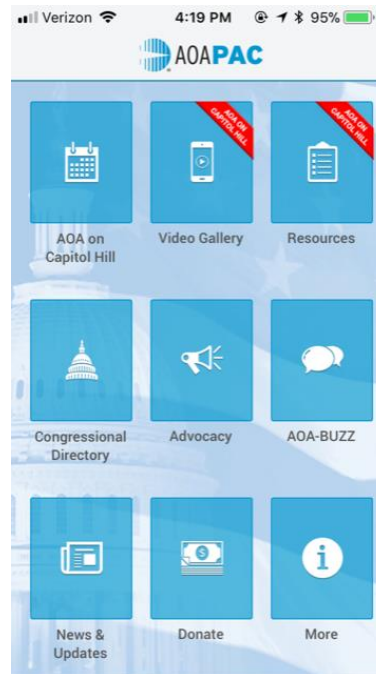 Verizon 4:19 PM 95%
AOAPAC
AOA ON
CAPITOL HILL
AOA ON
CAPITOL HILL
AOA on
Capitol Hill
Video Gallery
Resources
Congressional
Directory
Advocacy
AOA-BUZZ
News &
Updates
Donate
More